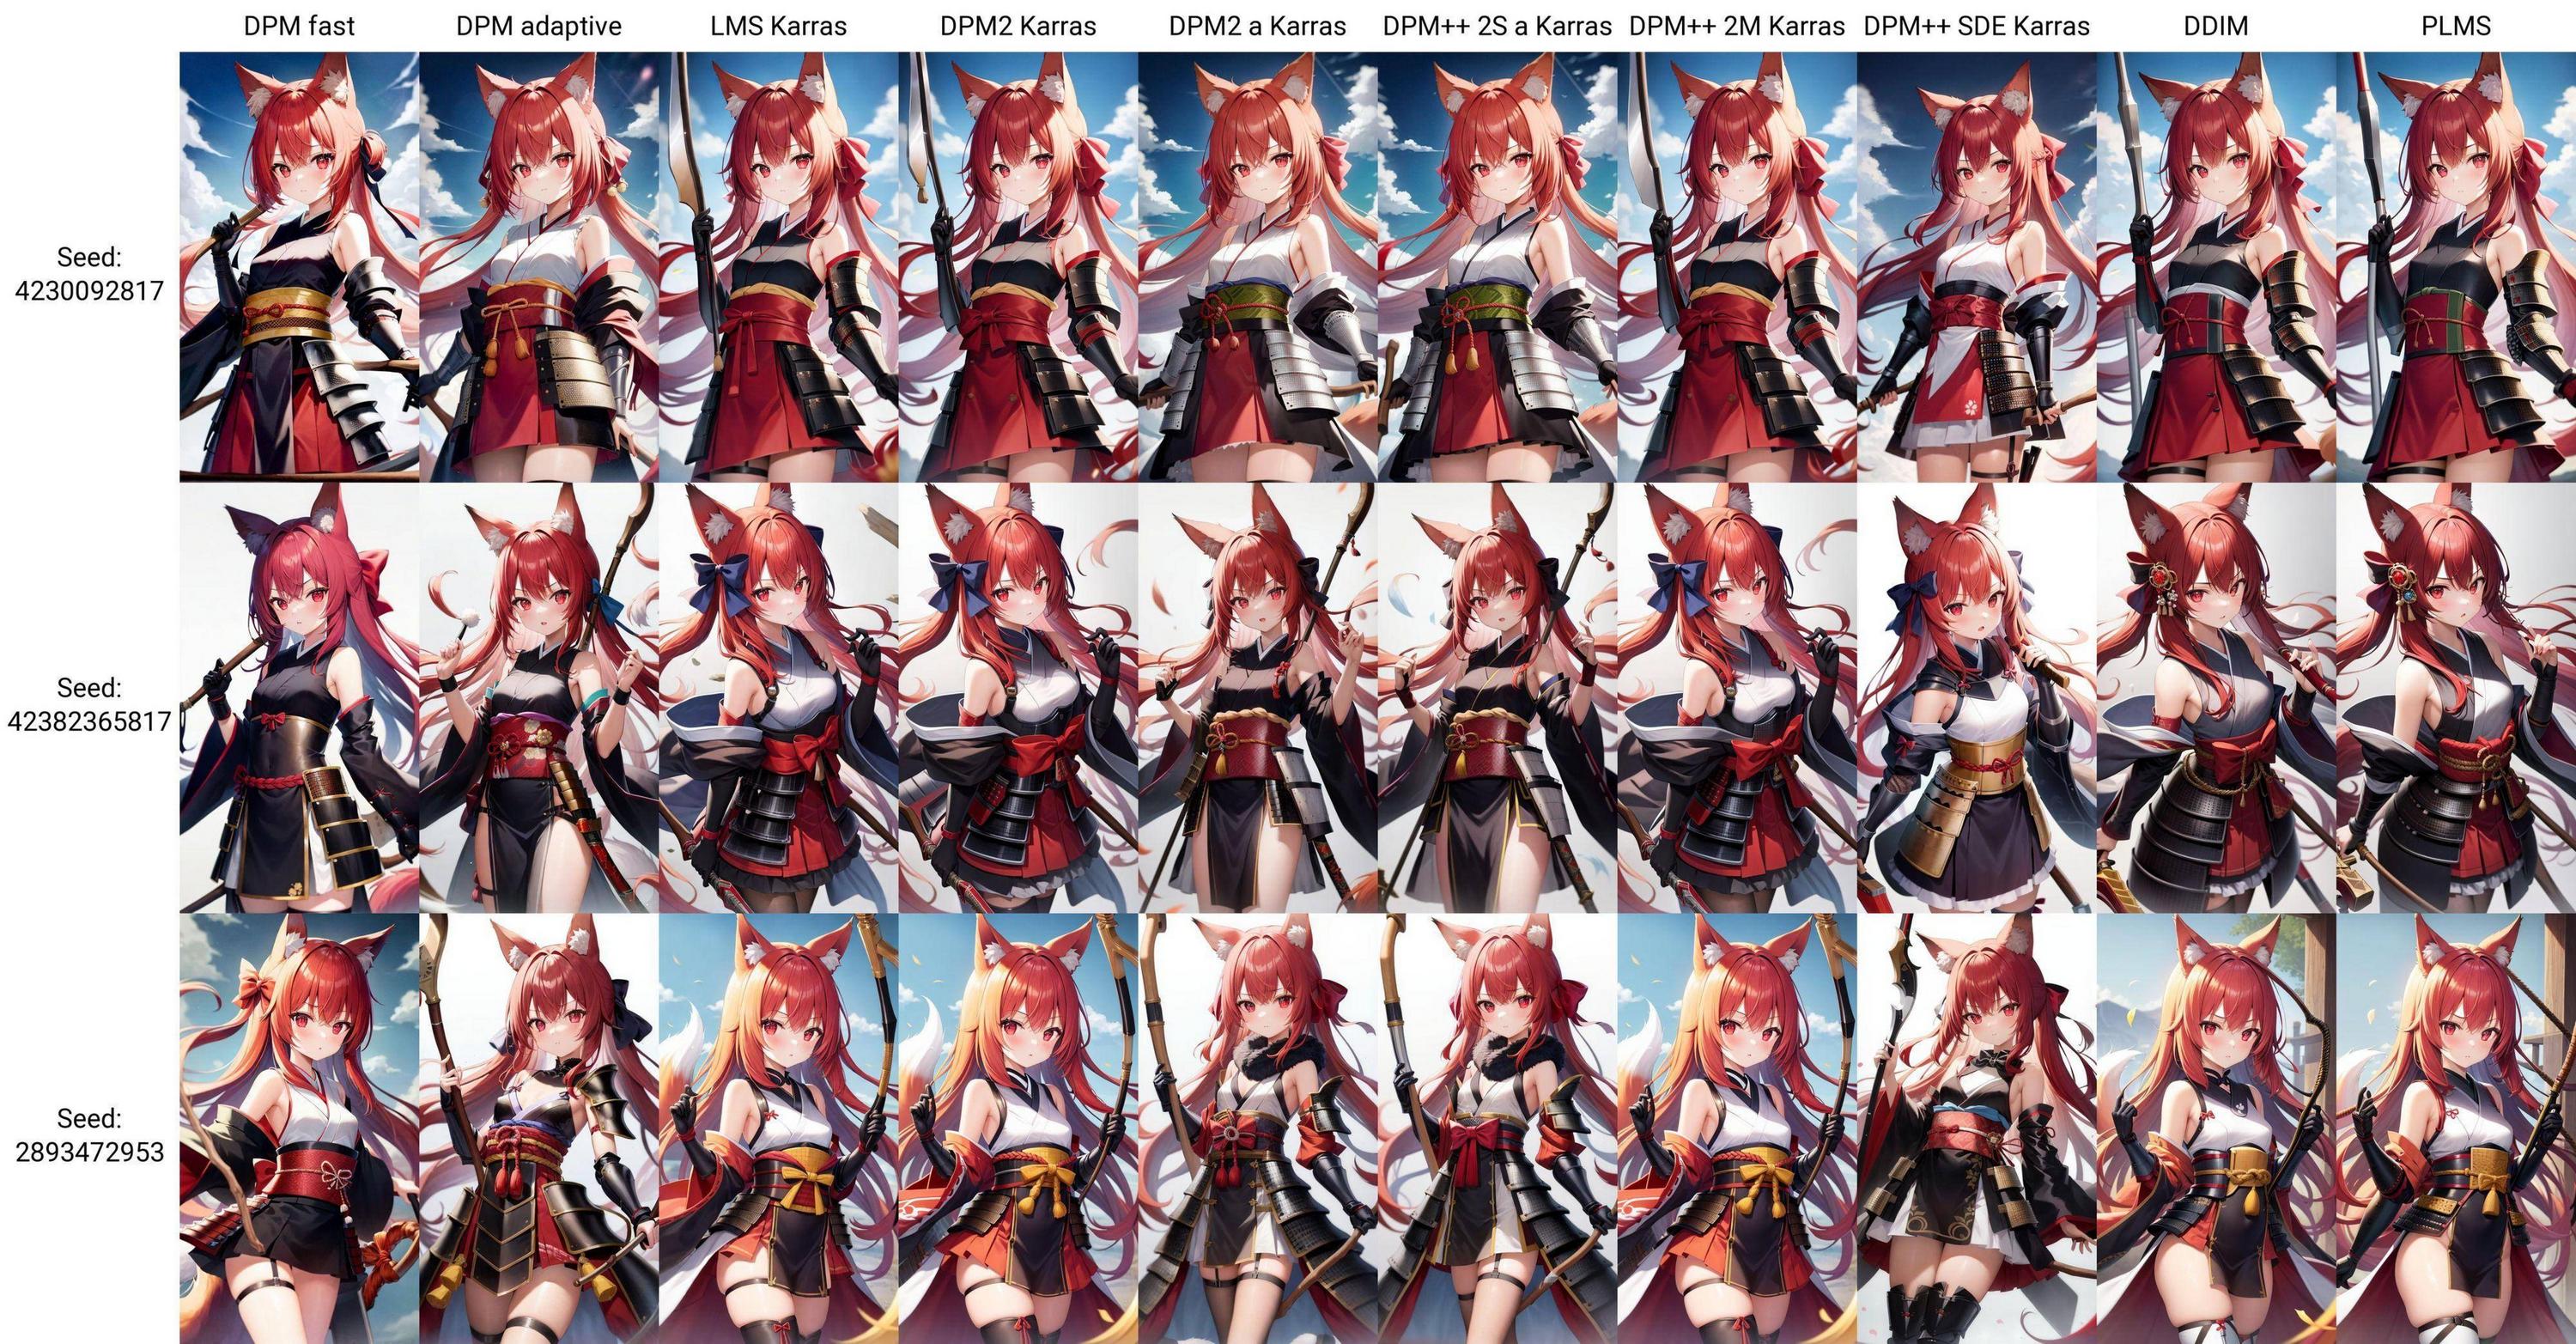 DPM fast DPM adaptive LMS Karras DPM2 Karras DPM2 a Karras DPM++ 2S a Karras DPM++ 2M Karras DPM++ SDE Karras DDIM PLMS
Seed:
4230092817
Seed:
42382365817
Seed:
2893472953